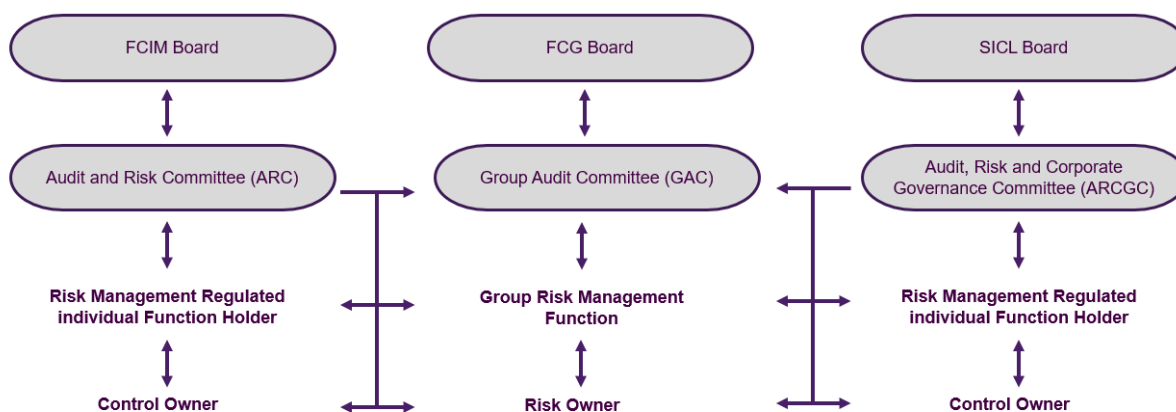 FCIM Board
FCG Board
SICL Board
Audit and Risk Committee (ARC)
Group Audit Committee (GAC)
Audit, Risk and Corporate
Governance Committee (ARCGC)
Risk Management Regulated
individual Function Holder
Group Risk Management
Function
Risk Management Regulated
individual Function Holder
Control Owner
Risk Owner
Control Owner